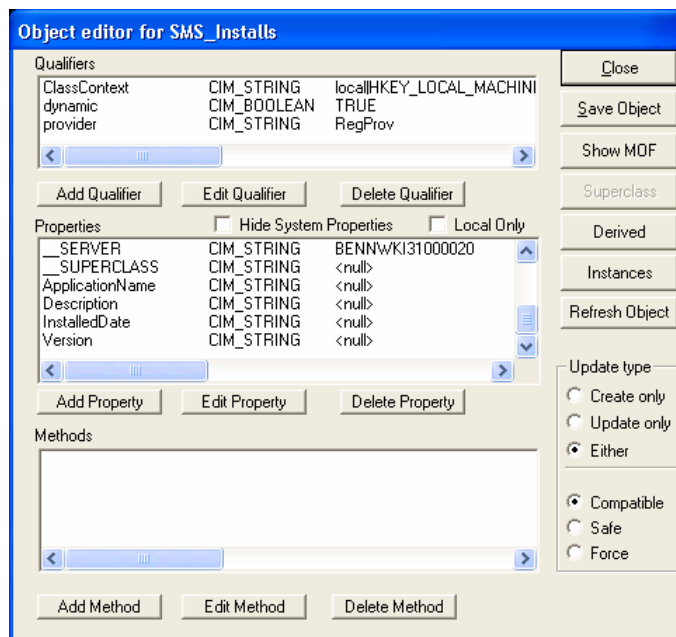 Object editor for SMS_Installs
Qualifiers
ClassContext CIM_STRING local|HKEY_LOCAL_MACHINI
dynamic CIM_BOOLEAN TRUE
provider CIM_STRING RegProv
Add Qualifier Edit Qualifier Delete Qualifier
Properties Hide System Properties Local Only
__SERVER CIM_STRING BENNWKI31000020
__SUPERCLASS CIM_STRING <null>
ApplicationName CIM_STRING <null>
Description CIM_STRING <null>
InstalledDate CIM_STRING <null>
Version CIM_STRING <null>
Add Property Edit Property Delete Property
Methods
Add Method Edit Method Delete Method
Close
Save Object
Show MOF
Superclass
Derived
Instances
Refresh Object
Update type
Create only
Update only
Either
Compatible
Safe
Force